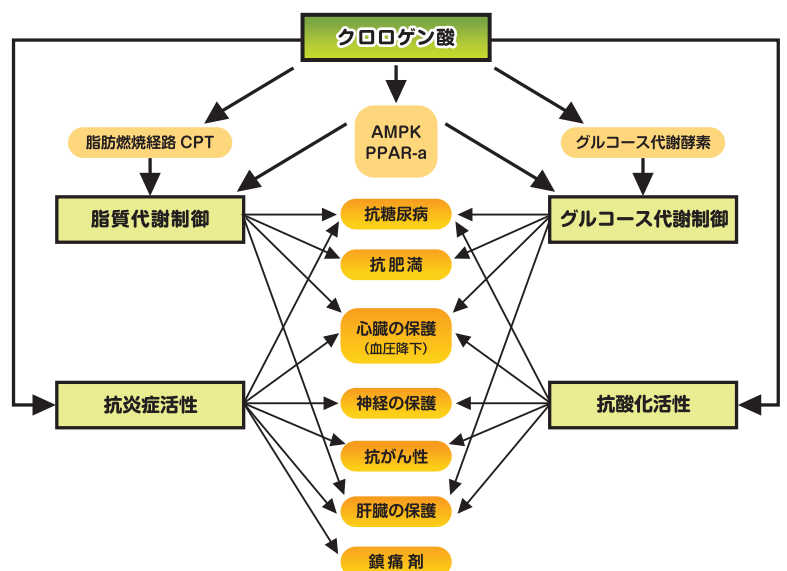 クロロゲン酸
脂肪燃焼経路 CPT
AMPK
PPAR-a
グルコース代謝酵素
脂質代謝制御
抗糖尿病
グルコース代謝制御
抗肥満
心臓の保護
（血圧降下）
抗炎症活性
神経の保護
抗酸化活性
抗がん性
肝臓の保護
鎮痛剤